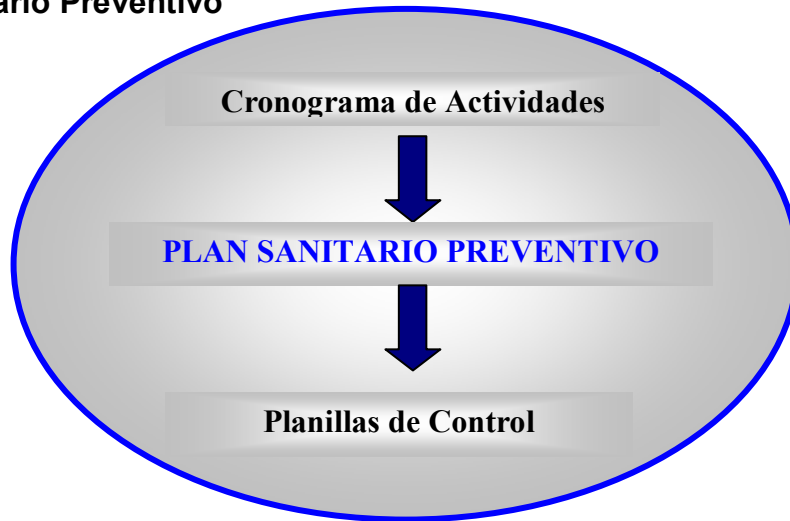 Preventivo
Cronograma de Actividades
PLAN SANITARIO PREVENTIVO
Planillas de Control